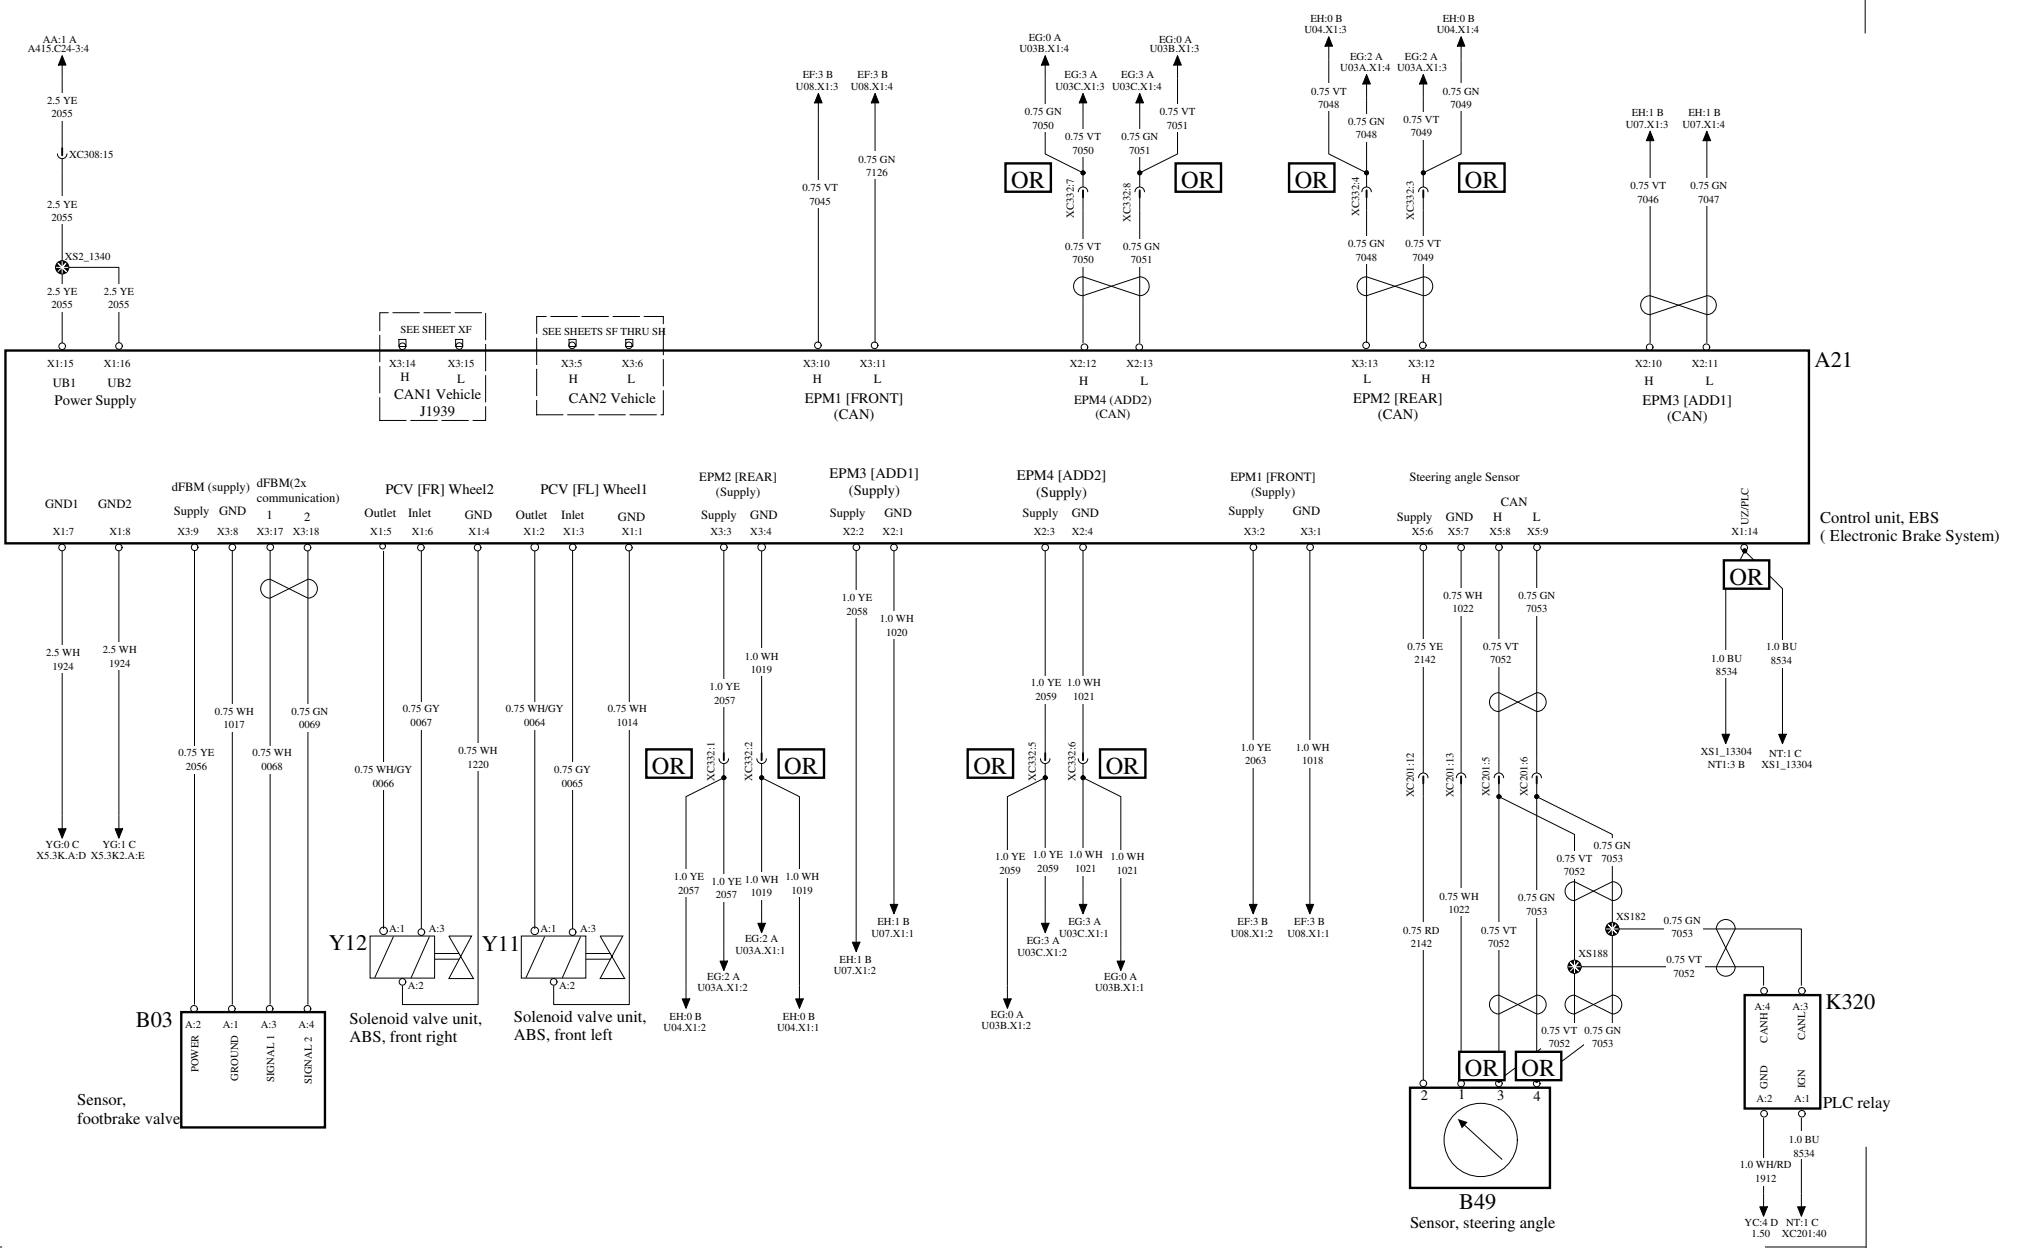 AA:1 A
A415.C24-3:4
2.5 YE
2055
XC308:15
2.5 YE
2055
XS2_1340
2.5 YE
2055
2.5 YE
2055
EF:3 B
U08.X1:3
EF:3 B
U08.X1:4
0.75 VT
7045
0.75 GN
7126
EG:0 A
U03B.X1:4
EG:0 A
U03B.X1:3
EG:3 A
U03C.X1:3
EG:3 A
U03C.X1:4
0.75 GN
7050
0.75 VT
7050
0.75 GN
7051
0.75 VT
7051
OR
OR
XC332:7
XC332:8
0.75 VT
7050
0.75 GN
7051
EH:0 B
U04.X1:3
EH:0 B
U04.X1:4
EG:2 A
U03A.X1:4
EG:2 A
U03A.X1:3
0.75 VT
7048
0.75 GN
7048
0.75 VT
7049
0.75 GN
7049
OR
OR
XC332:4
XC332:3
0.75 GN
7048
0.75 VT
7049
EH:1 B
U07.X1:3
EH:1 B
U07.X1:4
0.75 VT
7046
0.75 GN
7047
SEE SHEET XF
SEE SHEETS SF THRU SH
X1:15
X1:16
UB1
UB2
Power Supply
X3:14
X3:15
H
L
CAN1 Vehicle
J1939
X3:5
X3:6
H
L
CAN2 Vehicle
X3:10
X3:11
H
L
EPM1 [FRONT]
(CAN)
X2:12
X2:13
H
L
EPM4 (ADD2)
(CAN)
X3:13
X3:12
L
H
EPM2 [REAR]
(CAN)
X2:10
X2:11
H
L
EPM3 [ADD1]
(CAN)
A21
Control unit, EBS
( Electronic Brake System)
GND1
X1:7
GND2
X1:8
dFBM (supply)
Supply
GND
X3:9
X3:8
dFBM(2x
communication)
1
2
X3:17
X3:18
PCV [FR] Wheel2
Outlet
Inlet
GND
X1:5
X1:6
X1:4
PCV [FL] Wheel1
Outlet
Inlet
GND
X1:2
X1:3
X1:1
EPM2 [REAR]
(Supply)
Supply
GND
X3:3
X3:4
EPM3 [ADD1]
(Supply)
Supply
GND
X2:2
X2:1
EPM4 [ADD2]
(Supply)
Supply
GND
X2:3
X2:4
EPM1 [FRONT]
(Supply)
Supply
GND
X3:2
X3:1
Steering angle Sensor
CAN
Supply
GND
H
L
X5:6
X5:7
X5:8
X5:9
UZ/PLC
X1:14
2.5 WH
1924
2.5 WH
1924
YG:0 C
X5.3K.A:D
YG:1 C
X5.3K2.A:E
0.75 YE
2056
0.75 WH
1017
0.75 WH
0068
0.75 GN
0069
B03
A:2
A:1
A:3
A:4
POWER
GROUND
SIGNAL 1
SIGNAL 2
Sensor,
footbrake valve
0.75 WH/GY
0066
0.75 GY
0067
0.75 WH
1220
Y12
A:1
A:3
A:2
Solenoid valve unit,
ABS, front right
0.75 WH/GY
0064
0.75 GY
0065
0.75 WH
1014
Y11
A:1
A:3
A:2
Solenoid valve unit,
ABS, front left
1.0 YE
2057
1.0 WH
1019
OR
OR
XC332:1
XC332:2
1.0 YE
2057
1.0 YE
2057
1.0 WH
1019
1.0 WH
1019
EH:0 B
U04.X1:2
EG:2 A
U03A.X1:2
EG:2 A
U03A.X1:1
EH:0 B
U04.X1:1
1.0 YE
2058
1.0 WH
1020
EH:1 B
U07.X1:2
EH:1 B
U07.X1:1
1.0 YE
2059
1.0 WH
1021
OR
OR
XC332:5
XC332:6
1.0 YE
2059
1.0 YE
2059
1.0 WH
1021
1.0 WH
1021
EG:0 A
U03B.X1:2
EG:3 A
U03C.X1:2
EG:3 A
U03C.X1:1
EG:0 A
U03B.X1:1
1.0 YE
2063
1.0 WH
1018
EF:3 B
U08.X1:2
EF:3 B
U08.X1:1
0.75 YE
2142
0.75 WH
1022
0.75 VT
7052
0.75 GN
7053
XC201:12
XC201:13
XC201:5
XC201:6
0.75 RD
2142
0.75 WH
1022
0.75 VT
7052
0.75 GN
7053
0.75 VT
7052
0.75 GN
7053
XS182
XS188
0.75 GN
7053
0.75 VT
7052
0.75 VT
7052
0.75 GN
7053
OR
OR
2
1
3
4
B49
Sensor, steering angle
OR
1.0 BU
8534
1.0 BU
8534
XS1_13304
NT1:3 B
NT:1 C
XS1_13304
K320
A:4
A:3
CANH
CANL
GND
IGN
A:2
A:1
PLC relay
1.0 WH/RD
1912
1.0 BU
8534
YC:4 D
1.50
NT:1 C
XC201:40